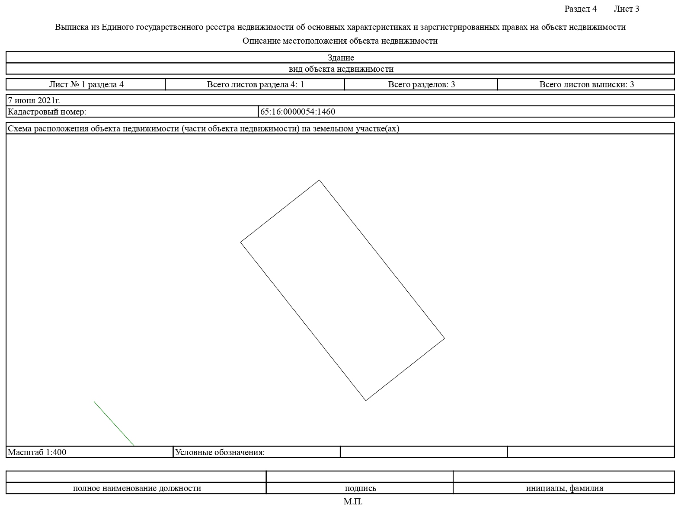 Раздел 4 Лист 3
Выписка из Единого государственного реестра недвижимости об основных характеристиках и зарегистрированных правах на объект недвижимости
Описание местоположения объекта недвижимости
Здание
вид объекта недвижимости
Лист № 1 раздела 4 Всего листов раздела 4: 1 Всего разделов: 3 Всего листов выписки: 3
7 июня 2021г.
Кадастровый номер: 65:16:0000054:1460
Схема расположения объекта недвижимости (части объекта недвижимости) на земельном участке(ах)
Масштаб 1:400 Условные обозначения:
полное наименование должности подпись инициалы, фамилия
М.П.